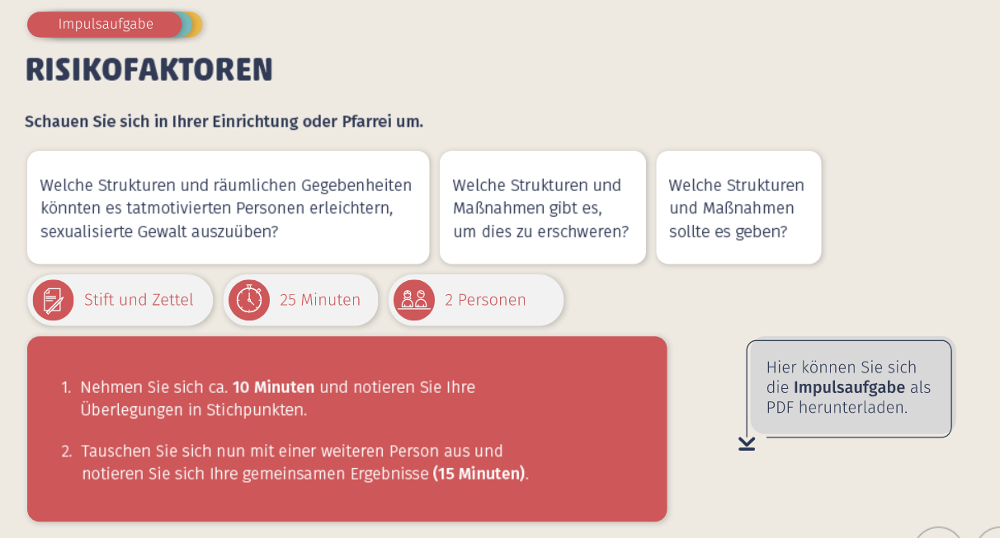 Impulsaufgabe
RISIKOFAKTOREN
Schauen Sie sich in Ihrer Einrichtung oder Pfarrei um.
Welche Strukturen und räumlichen Gegebenheiten
könnten es tatmotivierten Personen erleichtern,
sexualisierte Gewalt auszuüben?
Welche Strukturen und
Maßnahmen gibt es,
um dies zu erschweren?
Welche Strukturen
und Maßnahmen
sollte es geben?
Stift und Zettel
25 Minuten
2 Personen
1. Nehmen Sie sich ca. 10 Minuten und notieren Sie Ihre
Überlegungen in Stichpunkten.
2. Tauschen Sie sich nun mit einer weiteren Person aus und
notieren Sie sich Ihre gemeinsamen Ergebnisse (15 Minuten).
Hier können Sie sich
die Impulsaufgabe als
PDF herunterladen.